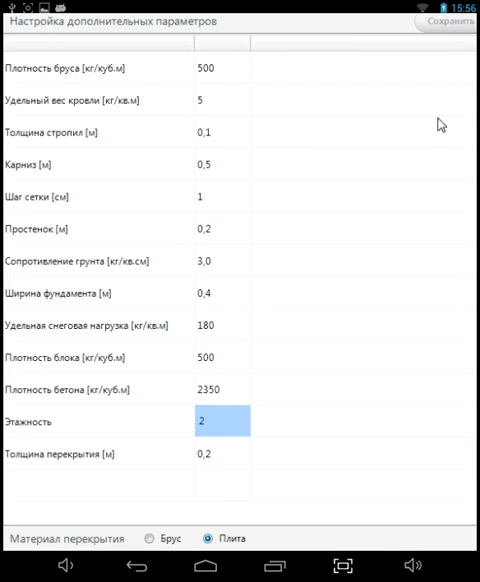 15:56
Настройка дополнительных параметров Сохранить
Плотность бруса [кг/куб.м] 500
Удельный вес кровли [кг/кв.м] 5
Толщина стропил [м] 0,1
Карниз [м] 0,5
Шаг сетки [см] 1
Простенок [м] 0,2
Сопротивление грунта [кг/кв.см] 3,0
Ширина фундамента [м] 0,4
Удельная снеговая нагрузка [кг/кв.м] 180
Плотность блока [кг/куб.м] 500
Плотность бетона [кг/куб.м] 2350
Этажность 2
Толщина перекрытия [м] 0,2
Материал перекрытия Брус Плита